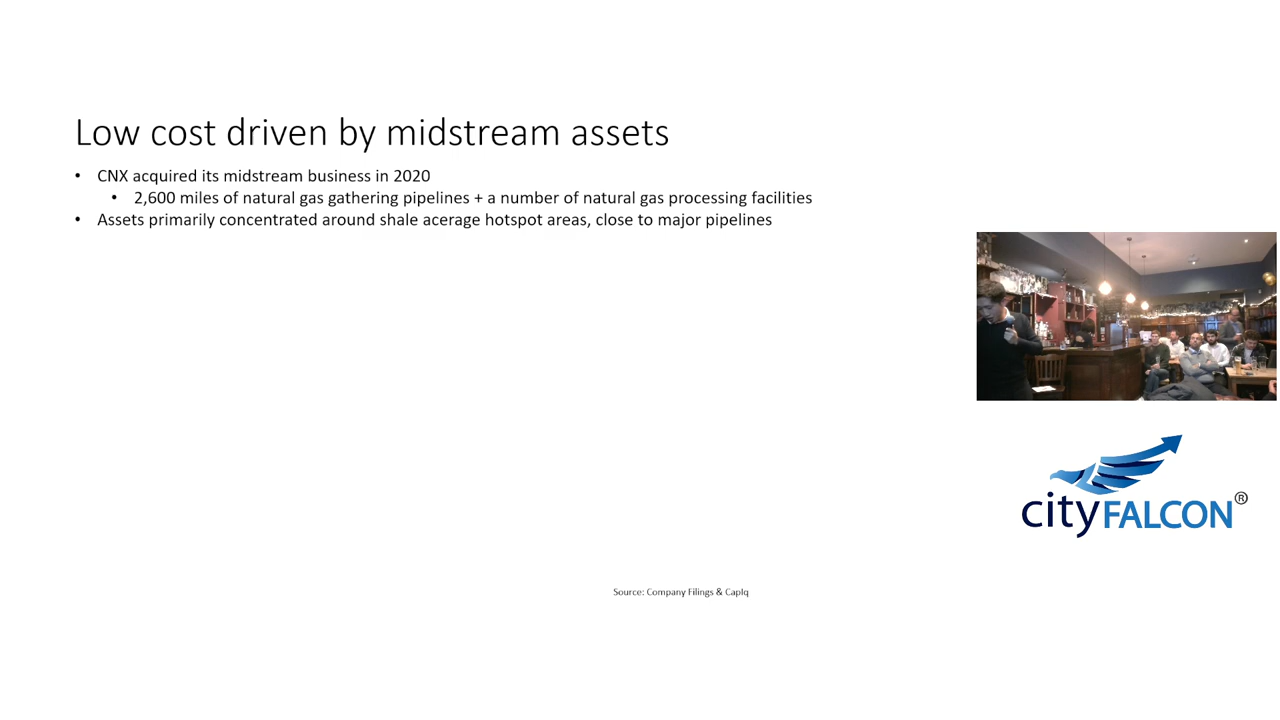 Low cost driven by midstream assets
• CNX acquired its midstream business in 2020
• 2,600 miles of natural gas gathering pipelines + a number of natural gas processing facilities
• Assets primarily concentrated around shale acerage hotspot areas, close to major pipelines
cityFALCON®
Source: Company Filings & CapIq